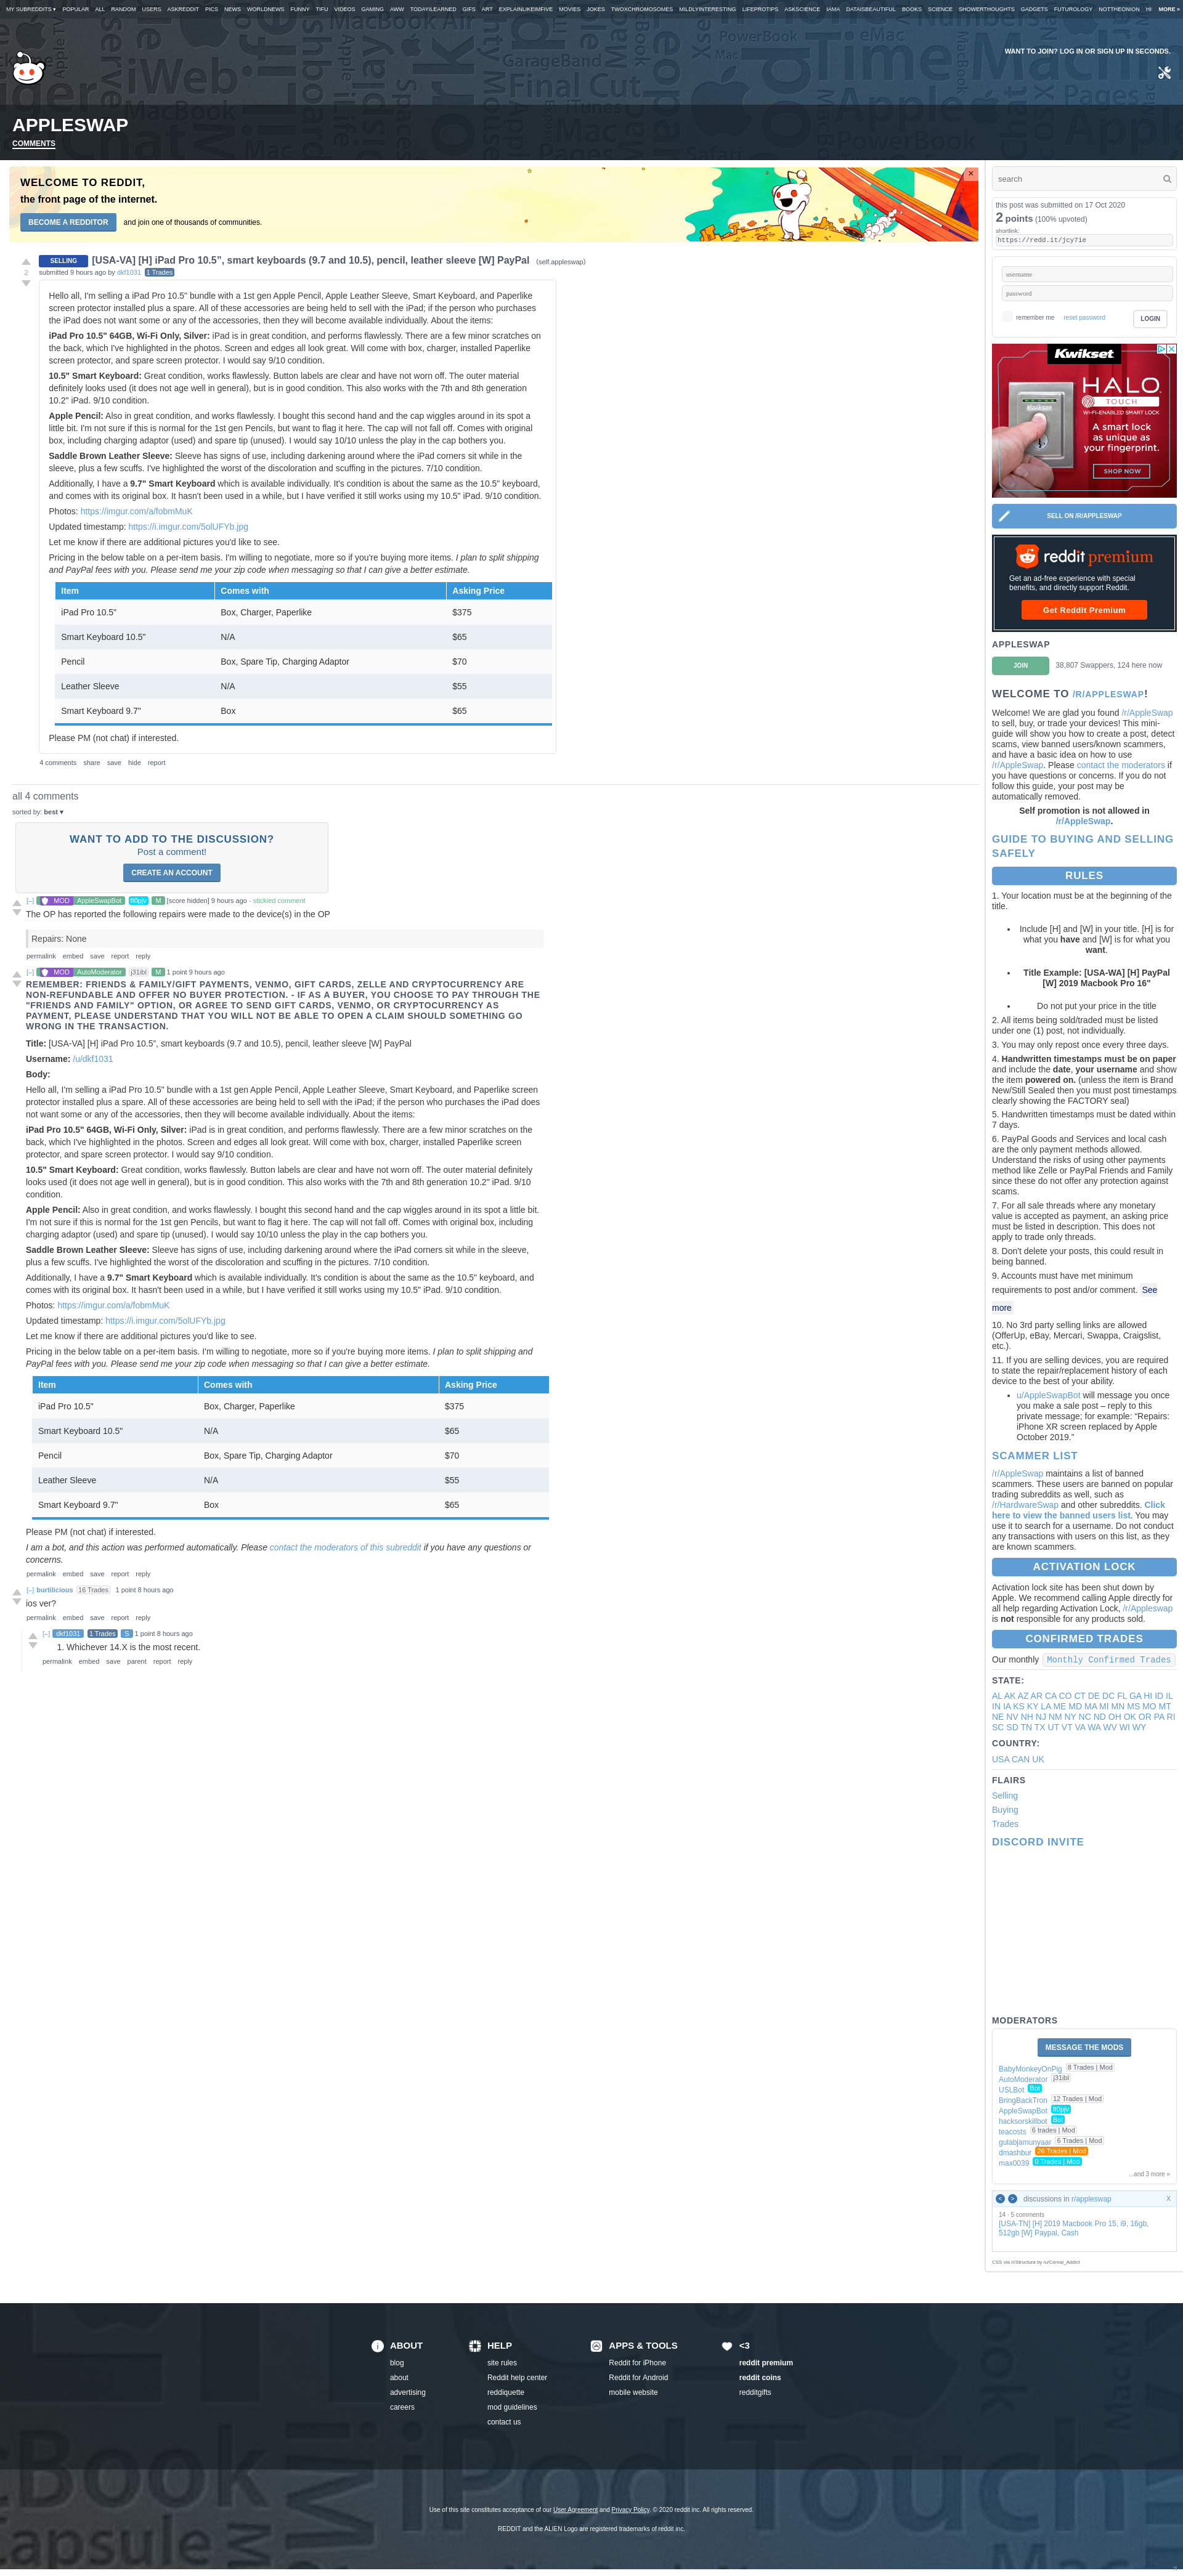 MY SUBREDDITS ▾ POPULAR ALL RANDOM USERS ASKREDDIT PICS NEWS WORLDNEWS FUNNY TIFU VIDEOS GAMING AWW TODAYILEARNED GIFS ART EXPLAINLIKEIMFIVE MOVIES JOKES TWOXCHROMOSOMES MILDLYINTERESTING LIFEPROTIPS ASKSCIENCE IAMA DATAISBEAUTIFUL BOOKS SCIENCE SHOWERTHOUGHTS GADGETS FUTUROLOGY NOTTHEONION HI MORE »
WANT TO JOIN? LOG IN OR SIGN UP IN SECONDS.
APPLESWAP
COMMENTS
WELCOME TO REDDIT,
the front page of the internet.
BECOME A REDDITOR and join one of thousands of communities.
×
2
SELLING [USA-VA] [H] iPad Pro 10.5”, smart keyboards (9.7 and 10.5), pencil, leather sleeve [W] PayPal (self.appleswap)
submitted 9 hours ago by dkf1031 1 Trades
Hello all, I'm selling a iPad Pro 10.5" bundle with a 1st gen Apple Pencil, Apple Leather Sleeve, Smart Keyboard, and Paperlike
screen protector installed plus a spare. All of these accessories are being held to sell with the iPad; if the person who purchases
the iPad does not want some or any of the accessories, then they will become available individually. About the items:
iPad Pro 10.5" 64GB, Wi-Fi Only, Silver: iPad is in great condition, and performs flawlessly. There are a few minor scratches on
the back, which I've highlighted in the photos. Screen and edges all look great. Will come with box, charger, installed Paperlike
screen protector, and spare screen protector. I would say 9/10 condition.
10.5" Smart Keyboard: Great condition, works flawlessly. Button labels are clear and have not worn off. The outer material
definitely looks used (it does not age well in general), but is in good condition. This also works with the 7th and 8th generation
10.2" iPad. 9/10 condition.
Apple Pencil: Also in great condition, and works flawlessly. I bought this second hand and the cap wiggles around in its spot a
little bit. I'm not sure if this is normal for the 1st gen Pencils, but want to flag it here. The cap will not fall off. Comes with original
box, including charging adaptor (used) and spare tip (unused). I would say 10/10 unless the play in the cap bothers you.
Saddle Brown Leather Sleeve: Sleeve has signs of use, including darkening around where the iPad corners sit while in the
sleeve, plus a few scuffs. I've highlighted the worst of the discoloration and scuffing in the pictures. 7/10 condition.
Additionally, I have a 9.7" Smart Keyboard which is available individually. It's condition is about the same as the 10.5" keyboard,
and comes with its original box. It hasn't been used in a while, but I have verified it still works using my 10.5" iPad. 9/10 condition.
Photos: https://imgur.com/a/fobmMuK
Updated timestamp: https://i.imgur.com/5olUFYb.jpg
Let me know if there are additional pictures you'd like to see.
Pricing in the below table on a per-item basis. I'm willing to negotiate, more so if you're buying more items. I plan to split shipping
and PayPal fees with you. Please send me your zip code when messaging so that I can give a better estimate.
Item Comes with Asking Price
iPad Pro 10.5" Box, Charger, Paperlike $375
Smart Keyboard 10.5" N/A $65
Pencil Box, Spare Tip, Charging Adaptor $70
Leather Sleeve N/A $55
Smart Keyboard 9.7" Box $65
Please PM (not chat) if interested.
4 comments share save hide report
all 4 comments
sorted by: best ▾
WANT TO ADD TO THE DISCUSSION?
Post a comment!
CREATE AN ACCOUNT
[–] MOD AppleSwapBot ft0pjv M [score hidden] 9 hours ago - stickied comment
The OP has reported the following repairs were made to the device(s) in the OP
Repairs: None
permalink embed save report reply
[–] MOD AutoModerator j31ibl M 1 point 9 hours ago
REMEMBER: FRIENDS & FAMILY/GIFT PAYMENTS, VENMO, GIFT CARDS, ZELLE AND CRYPTOCURRENCY ARE
NON-REFUNDABLE AND OFFER NO BUYER PROTECTION. - IF AS A BUYER, YOU CHOOSE TO PAY THROUGH THE
"FRIENDS AND FAMILY" OPTION, OR AGREE TO SEND GIFT CARDS, VENMO, OR CRYPTOCURRENCY AS
PAYMENT, PLEASE UNDERSTAND THAT YOU WILL NOT BE ABLE TO OPEN A CLAIM SHOULD SOMETHING GO
WRONG IN THE TRANSACTION.
Title: [USA-VA] [H] iPad Pro 10.5”, smart keyboards (9.7 and 10.5), pencil, leather sleeve [W] PayPal
Username: /u/dkf1031
Body:
Hello all, I'm selling a iPad Pro 10.5" bundle with a 1st gen Apple Pencil, Apple Leather Sleeve, Smart Keyboard, and Paperlike screen
protector installed plus a spare. All of these accessories are being held to sell with the iPad; if the person who purchases the iPad does
not want some or any of the accessories, then they will become available individually. About the items:
iPad Pro 10.5" 64GB, Wi-Fi Only, Silver: iPad is in great condition, and performs flawlessly. There are a few minor scratches on the
back, which I've highlighted in the photos. Screen and edges all look great. Will come with box, charger, installed Paperlike screen
protector, and spare screen protector. I would say 9/10 condition.
10.5" Smart Keyboard: Great condition, works flawlessly. Button labels are clear and have not worn off. The outer material definitely
looks used (it does not age well in general), but is in good condition. This also works with the 7th and 8th generation 10.2" iPad. 9/10
condition.
Apple Pencil: Also in great condition, and works flawlessly. I bought this second hand and the cap wiggles around in its spot a little bit.
I'm not sure if this is normal for the 1st gen Pencils, but want to flag it here. The cap will not fall off. Comes with original box, including
charging adaptor (used) and spare tip (unused). I would say 10/10 unless the play in the cap bothers you.
Saddle Brown Leather Sleeve: Sleeve has signs of use, including darkening around where the iPad corners sit while in the sleeve,
plus a few scuffs. I've highlighted the worst of the discoloration and scuffing in the pictures. 7/10 condition.
Additionally, I have a 9.7" Smart Keyboard which is available individually. It's condition is about the same as the 10.5" keyboard, and
comes with its original box. It hasn't been used in a while, but I have verified it still works using my 10.5" iPad. 9/10 condition.
Photos: https://imgur.com/a/fobmMuK
Updated timestamp: https://i.imgur.com/5olUFYb.jpg
Let me know if there are additional pictures you'd like to see.
Pricing in the below table on a per-item basis. I'm willing to negotiate, more so if you're buying more items. I plan to split shipping and
PayPal fees with you. Please send me your zip code when messaging so that I can give a better estimate.
Item Comes with Asking Price
iPad Pro 10.5" Box, Charger, Paperlike $375
Smart Keyboard 10.5" N/A $65
Pencil Box, Spare Tip, Charging Adaptor $70
Leather Sleeve N/A $55
Smart Keyboard 9.7" Box $65
Please PM (not chat) if interested.
I am a bot, and this action was performed automatically. Please contact the moderators of this subreddit if you have any questions or
concerns.
permalink embed save report reply
[–] burtilicious 16 Trades 1 point 8 hours ago
ios ver?
permalink embed save report reply
[–] dkf1031 1 Trades S 1 point 8 hours ago
1. Whichever 14.X is the most recent.
permalink embed save parent report reply
search
this post was submitted on 17 Oct 2020
2 points (100% upvoted)
shortlink:
https://redd.it/jcy7ie
username
password
remember me reset password LOGIN
Kwikset
HALO
TOUCH
WI-FI-ENABLED SMART LOCK
A smart lock
as unique as
your fingerprint.
SHOP NOW
SELL ON /R/APPLESWAP
reddit premium
Get an ad-free experience with special
benefits, and directly support Reddit.
Get Reddit Premium
APPLESWAP
JOIN 38,807 Swappers, 124 here now
WELCOME TO /R/APPLESWAP!
Welcome! We are glad you found /r/AppleSwap
to sell, buy, or trade your devices! This mini-
guide will show you how to create a post, detect
scams, view banned users/known scammers,
and have a basic idea on how to use
/r/AppleSwap. Please contact the moderators if
you have questions or concerns. If you do not
follow this guide, your post may be
automatically removed.
Self promotion is not allowed in
/r/AppleSwap.
GUIDE TO BUYING AND SELLING
SAFELY
RULES
1. Your location must be at the beginning of the
title.
• Include [H] and [W] in your title. [H] is for
what you have and [W] is for what you
want.
• Title Example: [USA-WA] [H] PayPal
[W] 2019 Macbook Pro 16"
• Do not put your price in the title
2. All items being sold/traded must be listed
under one (1) post, not individually.
3. You may only repost once every three days.
4. Handwritten timestamps must be on paper
and include the date, your username and show
the item powered on. (unless the item is Brand
New/Still Sealed then you must post timestamps
clearly showing the FACTORY seal)
5. Handwritten timestamps must be dated within
7 days.
6. PayPal Goods and Services and local cash
are the only payment methods allowed.
Understand the risks of using other payments
method like Zelle or PayPal Friends and Family
since these do not offer any protection against
scams.
7. For all sale threads where any monetary
value is accepted as payment, an asking price
must be listed in description. This does not
apply to trade only threads.
8. Don't delete your posts, this could result in
being banned.
9. Accounts must have met minimum
requirements to post and/or comment. See
more
10. No 3rd party selling links are allowed
(OfferUp, eBay, Mercari, Swappa, Craigslist,
etc.).
11. If you are selling devices, you are required
to state the repair/replacement history of each
device to the best of your ability.
• u/AppleSwapBot will message you once
you make a sale post – reply to this
private message; for example: “Repairs:
iPhone XR screen replaced by Apple
October 2019."
SCAMMER LIST
/r/AppleSwap maintains a list of banned
scammers. These users are banned on popular
trading subreddits as well, such as
/r/HardwareSwap and other subreddits. Click
here to view the banned users list. You may
use it to search for a username. Do not conduct
any transactions with users on this list, as they
are known scammers.
ACTIVATION LOCK
Activation lock site has been shut down by
Apple. We recommend calling Apple directly for
all help regarding Activation Lock, /r/Appleswap
is not responsible for any products sold.
CONFIRMED TRADES
Our monthly Monthly Confirmed Trades
STATE:
AL AK AZ AR CA CO CT DE DC FL GA HI ID IL
IN IA KS KY LA ME MD MA MI MN MS MO MT
NE NV NH NJ NM NY NC ND OH OK OR PA RI
SC SD TN TX UT VT VA WA WV WI WY
COUNTRY:
USA CAN UK
FLAIRS
Selling
Buying
Trades
DISCORD INVITE
MODERATORS
MESSAGE THE MODS
BabyMonkeyOnPig 8 Trades | Mod
AutoModerator j31ibl
USLBot Bot
BringBackTron 12 Trades | Mod
AppleSwapBot ft0pjv
hacksorskillbot Bot
teacosts 6 trades | Mod
gulabjamunyaar 6 Trades | Mod
dmashbur 26 Trades | Mod
max0039 0 Trades | Mod
...and 3 more »
< > discussions in r/appleswap X
14 · 5 comments
[USA-TN] [H] 2019 Macbook Pro 15, i9, 16gb,
512gb [W] Paypal, Cash
CSS via r/Structura by /u/Cereal_Addict
ABOUT
blog
about
advertising
careers
HELP
site rules
Reddit help center
reddiquette
mod guidelines
contact us
APPS & TOOLS
Reddit for iPhone
Reddit for Android
mobile website
<3
reddit premium
reddit coins
redditgifts
Use of this site constitutes acceptance of our User Agreement and Privacy Policy. © 2020 reddit inc. All rights reserved.
REDDIT and the ALIEN Logo are registered trademarks of reddit inc.